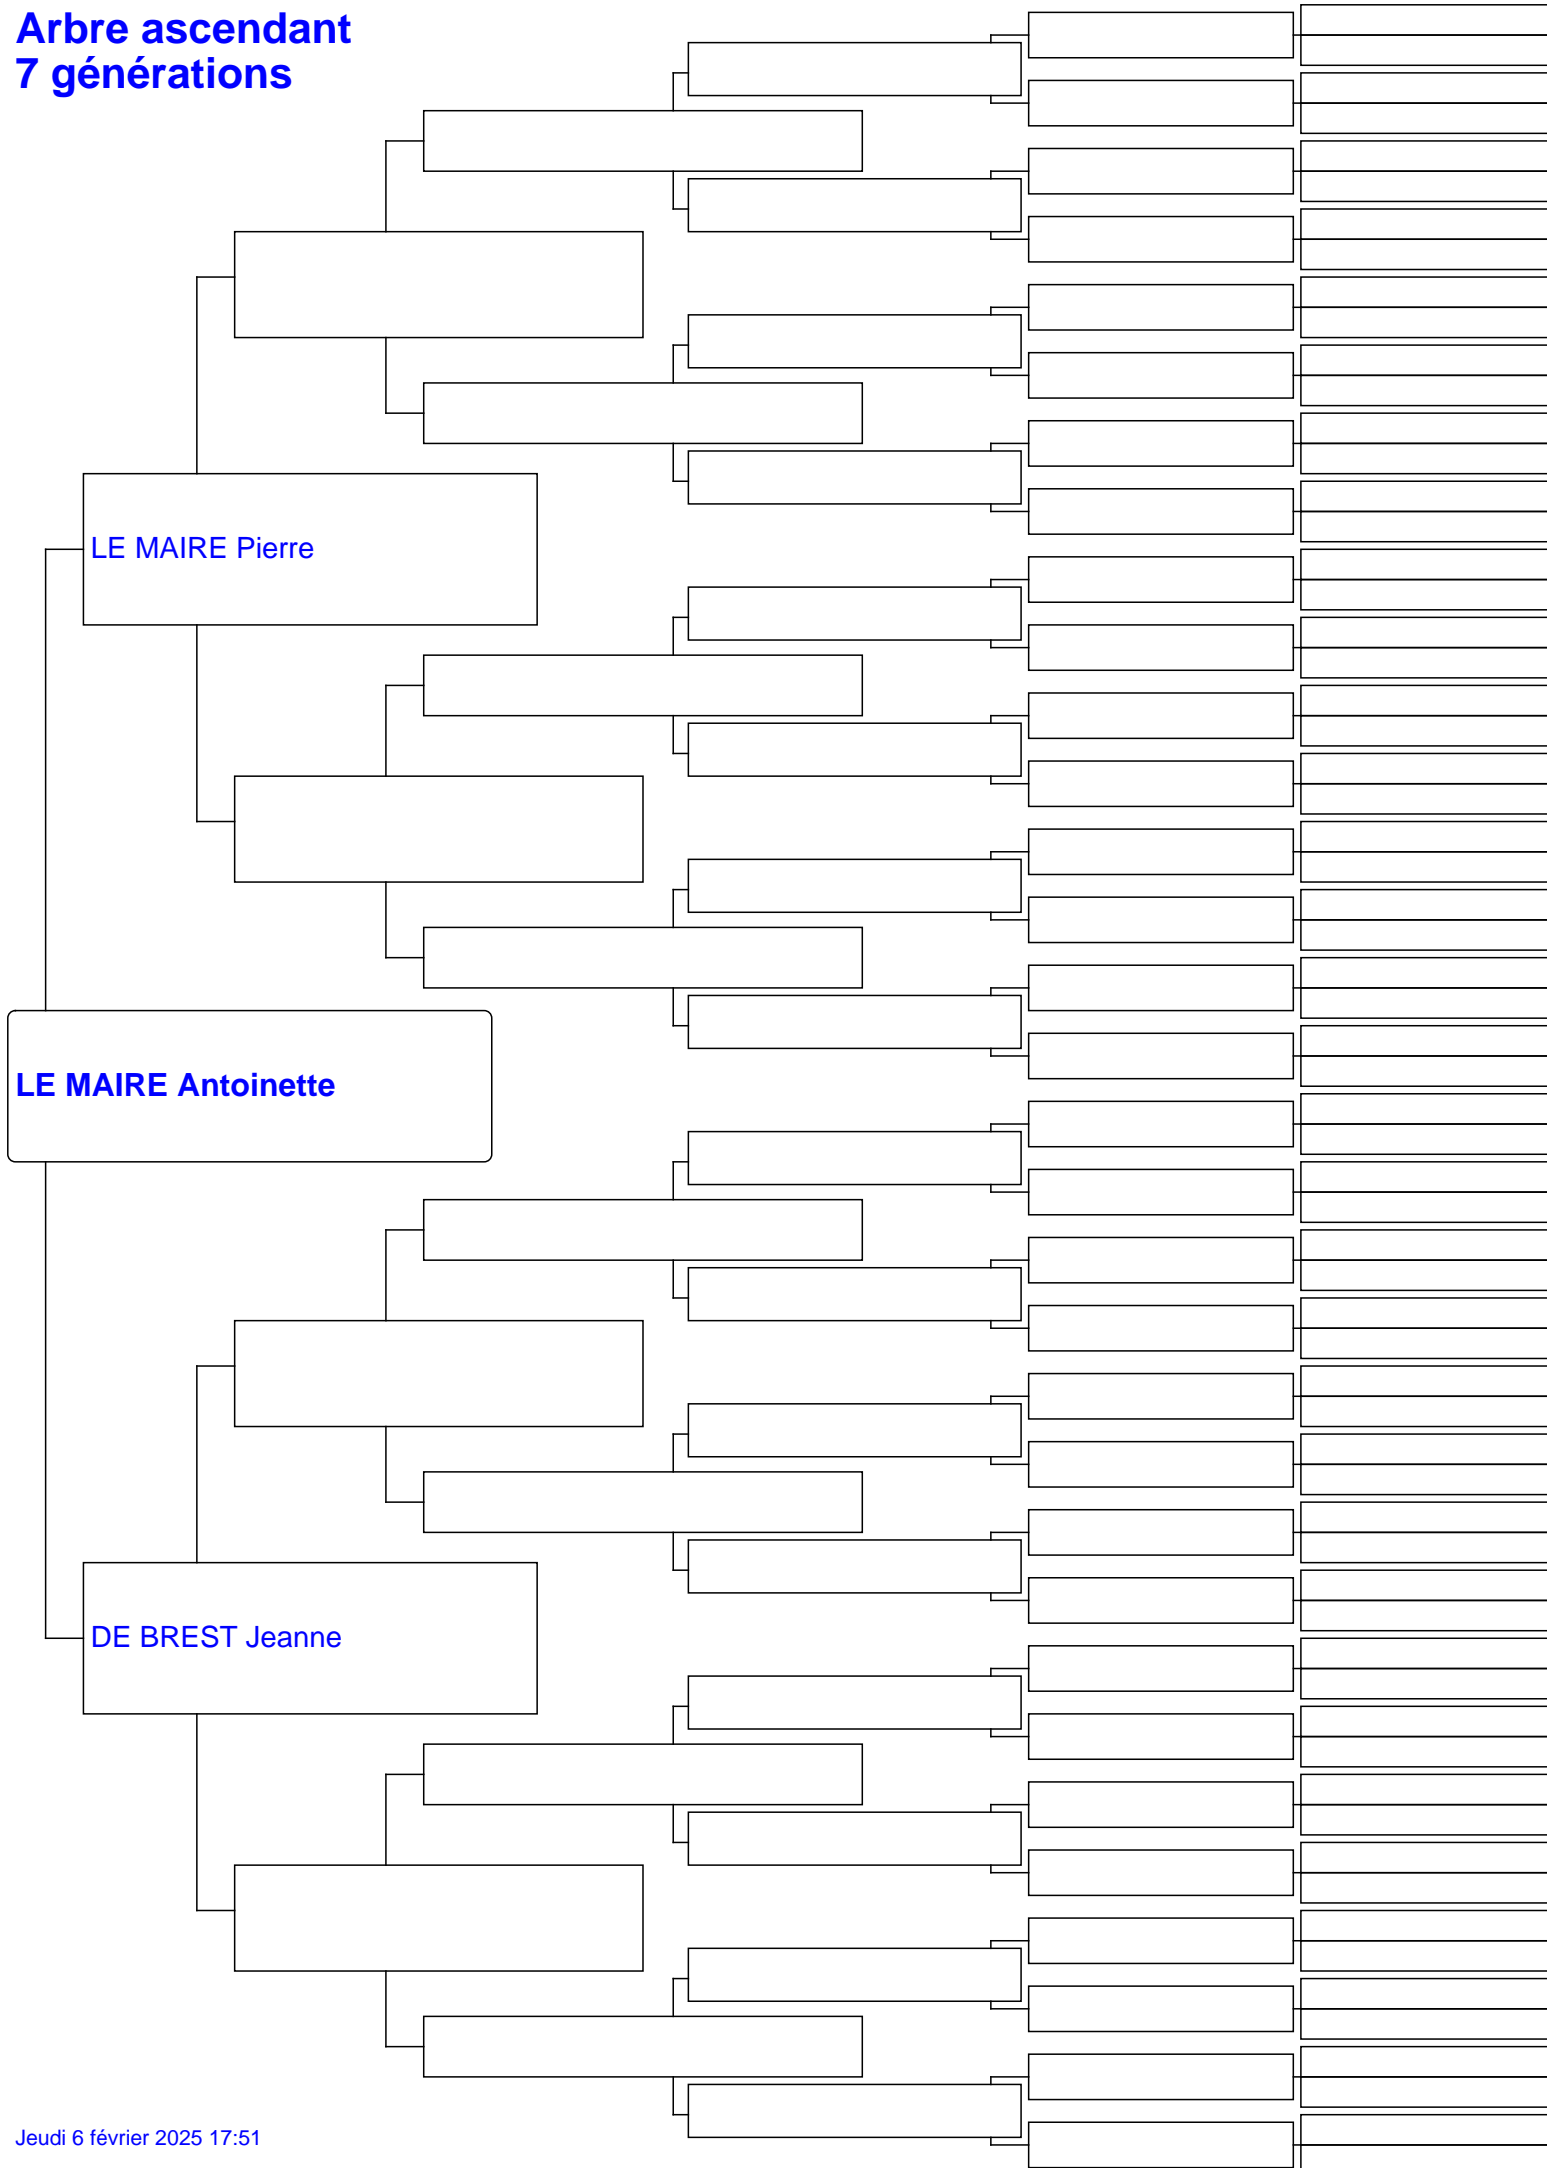 Arbre ascendant
7 générations
LE MAIRE Pierre
LE MAIRE Antoinette
DE BREST Jeanne
Jeudi 6 février 2025 17:51